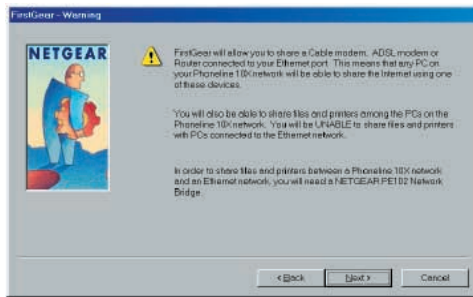 FirstGear - Warning
NETGEAR
FirstGear will allow you to share a Cable modem, ADSL modem or
Router connected to your Ethernet port. This means that any PC on
your Phoneline 10X network will be able to share the Internet using one
of these devices.
You will also be able to share files and printers among the PCs on the
Phoneline 10X network. You will be UNABLE to share files and printers
with PCs connected to the Ethernet network.
In order to share files and printers between a Phoneline 10X network
and an Ethernet network, you will need a NETGEAR PE102 Network
Bridge.
< Back
Next >
Cancel